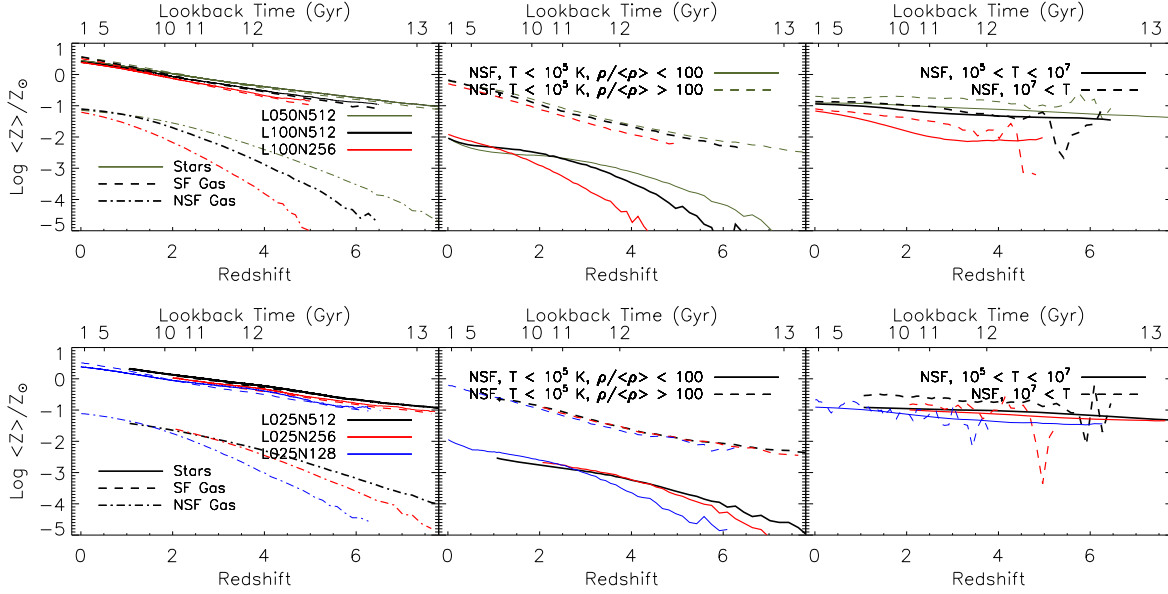 Lookback Time (Gyr) Lookback Time (Gyr) Lookback Time (Gyr)
1 5 10 11 12 13 1 5 10 11 12 13 1 5 10 11 12 13
Log <Z>/Z⊙
1
0
−1
−2
−3
−4
−5
L050N512
L100N512
L100N256
Stars
SF Gas
NSF Gas
NSF, T < 10⁵ K, ρ/<ρ> < 100
NSF, T < 10⁵ K, ρ/<ρ> > 100
NSF, 10⁵ < T < 10⁷
NSF, 10⁷ < T
0 2 4 6 0 2 4 6 0 2 4 6
Redshift Redshift Redshift
Lookback Time (Gyr) Lookback Time (Gyr) Lookback Time (Gyr)
1 5 10 11 12 13 1 5 10 11 12 13 1 5 10 11 12 13
Log <Z>/Z⊙
1
0
−1
−2
−3
−4
−5
L025N512
L025N256
L025N128
Stars
SF Gas
NSF Gas
NSF, T < 10⁵ K, ρ/<ρ> < 100
NSF, T < 10⁵ K, ρ/<ρ> > 100
NSF, 10⁵ < T < 10⁷
NSF, 10⁷ < T
0 2 4 6 0 2 4 6 0 2 4 6
Redshift Redshift Redshift